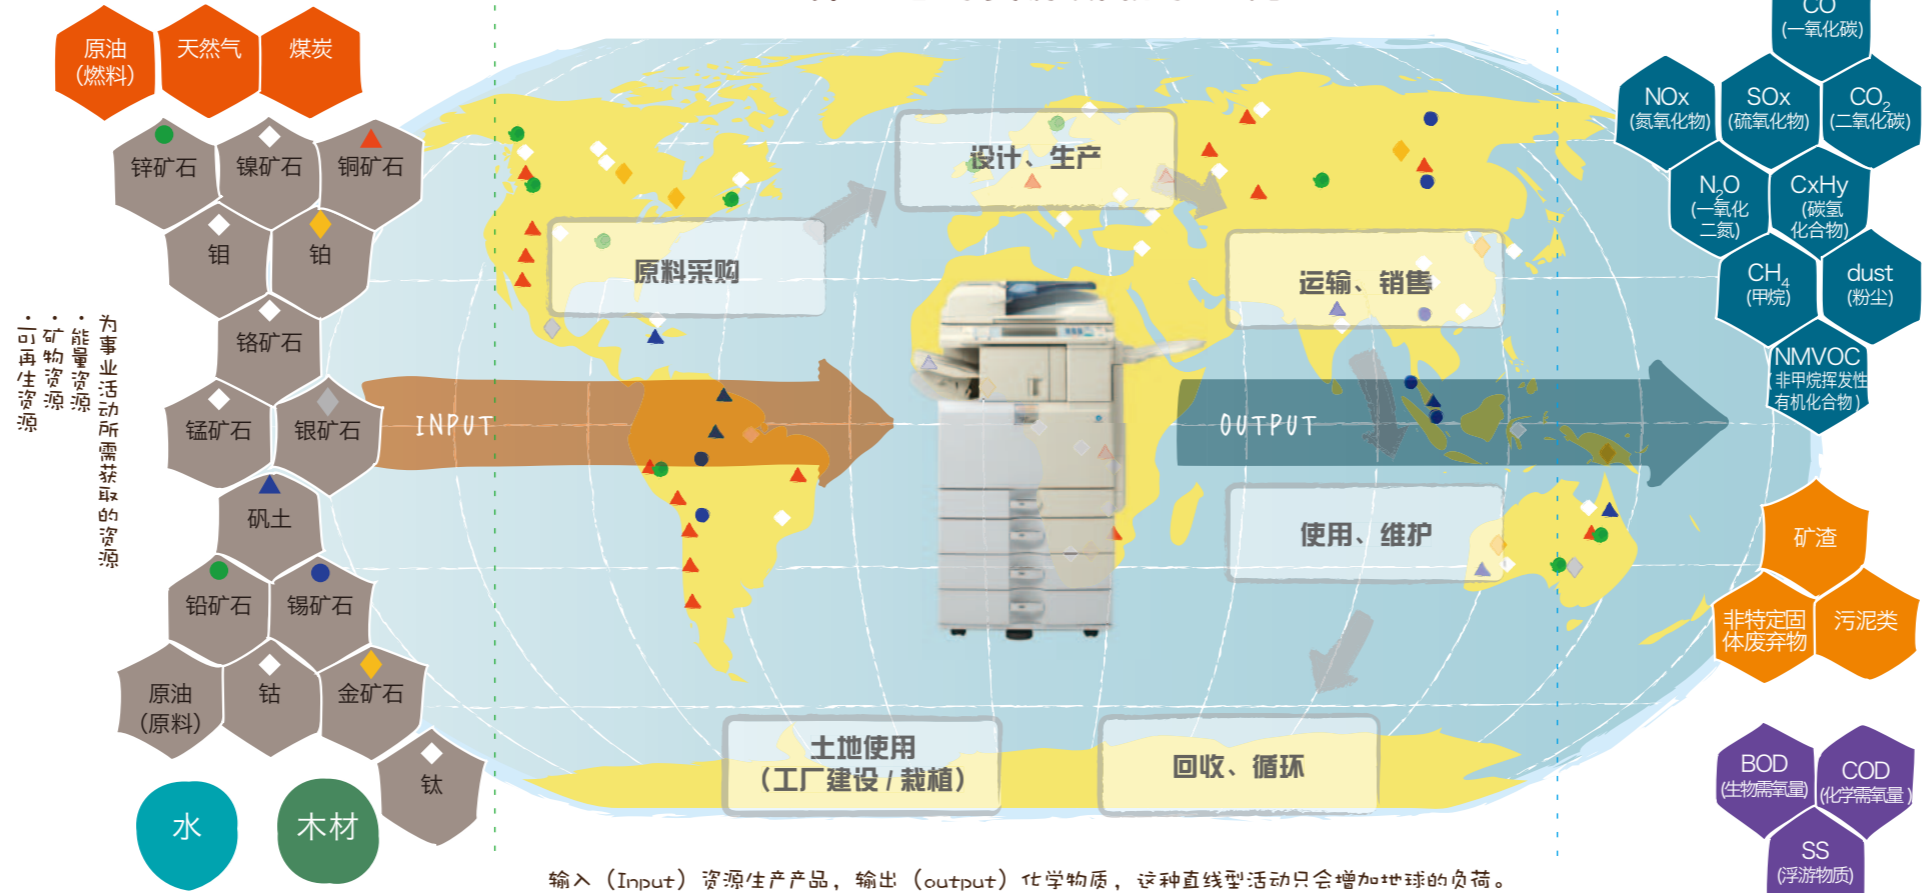 原油
（燃料）
天然气
煤炭
锌矿石
镍矿石
铜矿石
钼
铂
铬矿石
锰矿石
银矿石
矾土
铅矿石
锡矿石
原油
（原料）
钴
金矿石
钛
水
木材
为事业活动所需获取的资源
・能量资源
・矿物资源
・可再生资源
INPUT
原料采购
设计、生产
运输、销售
OUTPUT
使用、维护
回收、循环
土地使用
（工厂建设 / 栽植）
CO
(一氧化碳)
NOx
(氮氧化物)
SOx
(硫氧化物)
CO₂
(二氧化碳)
N₂O
(一氧化
二氮)
CxHy
(碳氢
化合物)
CH₄
(甲烷)
dust
(粉尘)
NMVOC
( 非甲烷挥发性
有机化合物 )
矿渣
非特定固
体废弃物
污泥类
BOD
(生物需氧量)
COD
(化学需氧量 )
SS
(浮游物质)
输入（Input）资源生产产品，输出（output）化学物质，这种直线型活动只会增加地球的负荷。